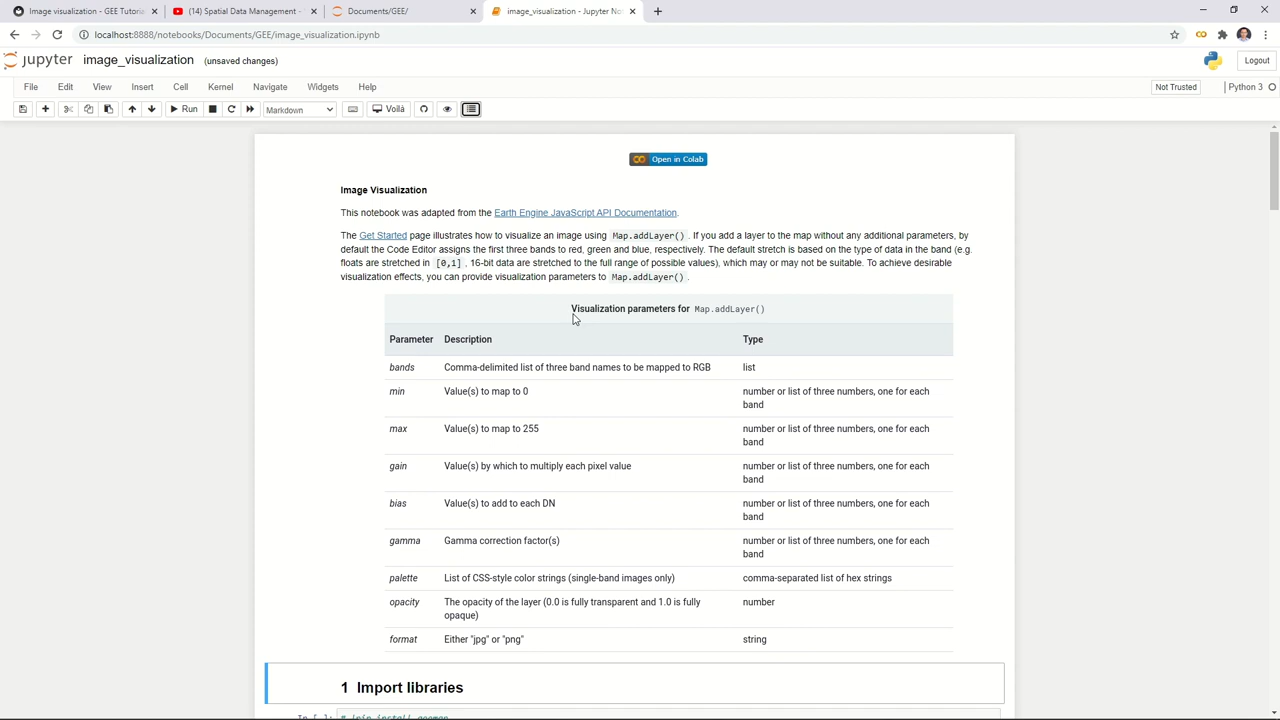 Image visualization - GEE Tutoria
(14) Spatial Data Management -
Documents/GEE/
image_visualization - Jupyter No
localhost:8888/notebooks/Documents/GEE/image_visualization.ipynb
jupyter image_visualization (unsaved changes)
Logout
File Edit View Insert Cell Kernel Navigate Widgets Help
Not Trusted
Python 3
Run
Markdown
Voilà
Open in Colab
Image Visualization
This notebook was adapted from the Earth Engine JavaScript API Documentation.
The Get Started page illustrates how to visualize an image using Map.addLayer() . If you add a layer to the map without any additional parameters, by
default the Code Editor assigns the first three bands to red, green and blue, respectively. The default stretch is based on the type of data in the band (e.g.
floats are stretched in [0,1] , 16-bit data are stretched to the full range of possible values), which may or may not be suitable. To achieve desirable
visualization effects, you can provide visualization parameters to Map.addLayer() .
Visualization parameters for Map.addLayer()
Parameter Description Type
bands Comma-delimited list of three band names to be mapped to RGB list
min Value(s) to map to 0 number or list of three numbers, one for each
band
max Value(s) to map to 255 number or list of three numbers, one for each
band
gain Value(s) by which to multiply each pixel value number or list of three numbers, one for each
band
bias Value(s) to add to each DN number or list of three numbers, one for each
band
gamma Gamma correction factor(s) number or list of three numbers, one for each
band
palette List of CSS-style color strings (single-band images only) comma-separated list of hex strings
opacity The opacity of the layer (0.0 is fully transparent and 1.0 is fully number
opaque)
format Either "jpg" or "png" string
1 Import libraries
In [ ]: # !pip install geemap